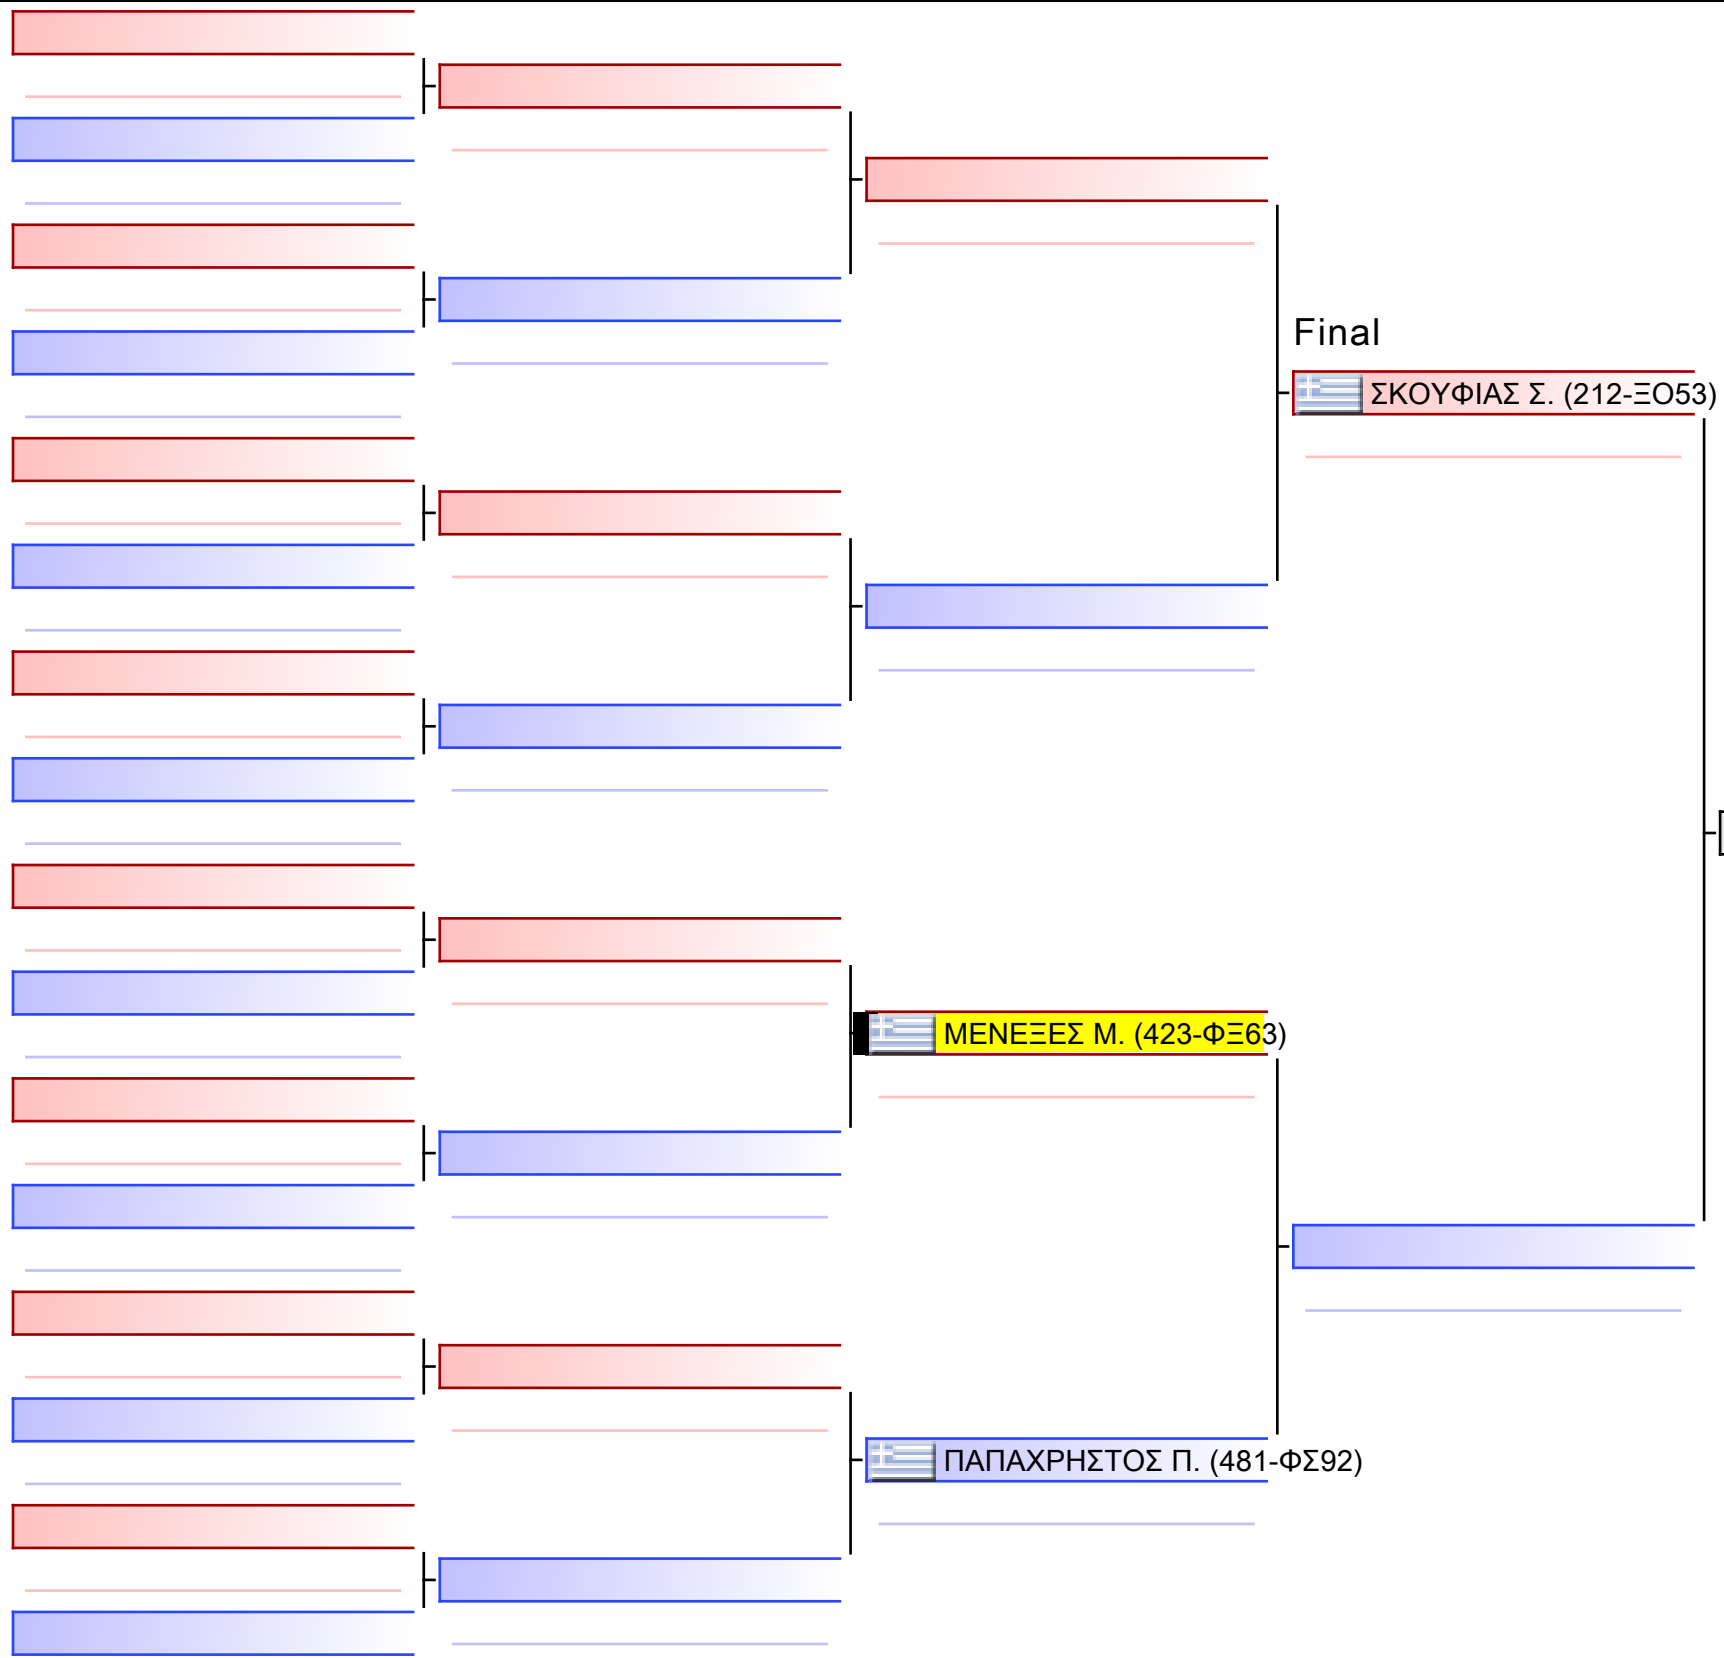 Final
ΣΚΟΥΦΙΑΣ Σ. (212-ΞΟ53)
ΜΕΝΕΞΕΣ Μ. (423-ΦΞ63)
ΠΑΠΑΧΡΗΣΤΟΣ Π. (481-ΦΣ92)